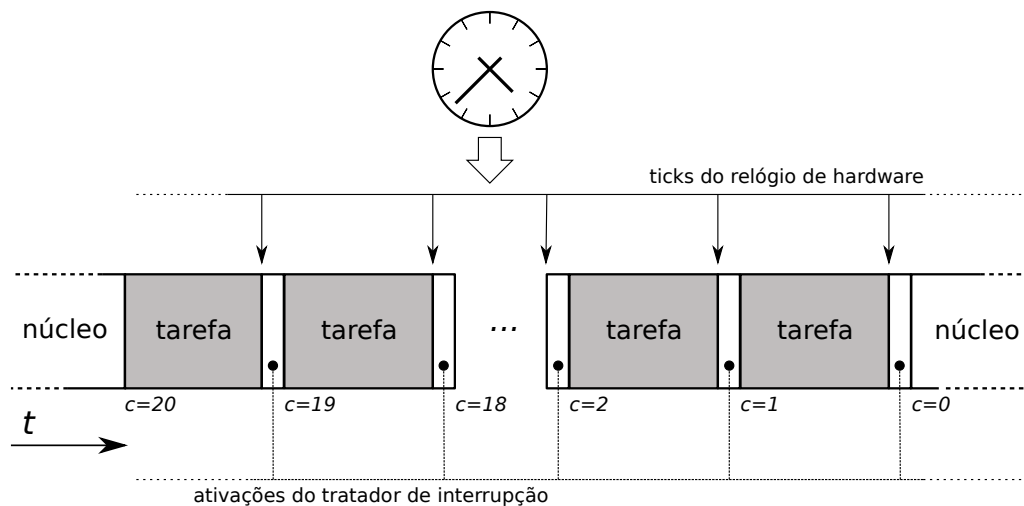 ticks do relógio de hardware
núcleo
tarefa
tarefa
...
tarefa
tarefa
núcleo
c=20
c=19
c=18
c=2
c=1
c=0
t
ativações do tratador de interrupção